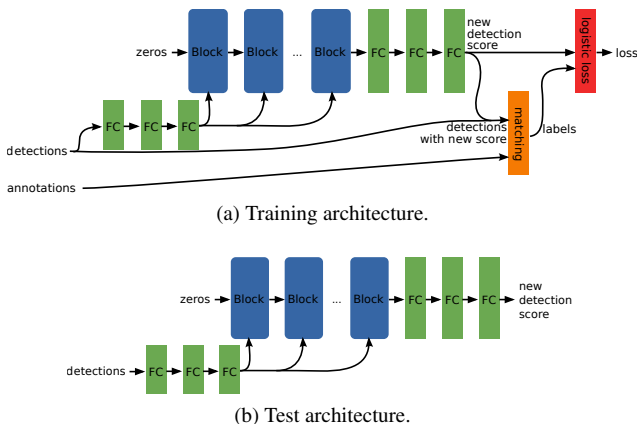 new
detection
score
zeros
Block
Block
...
Block
FC
FC
FC
logistic loss
loss
FC
FC
FC
detections
detections
with new score
matching
labels
annotations
(a) Training architecture.
zeros
Block
Block
...
Block
FC
FC
FC
new
detection
score
detections
FC
FC
FC
(b) Test architecture.